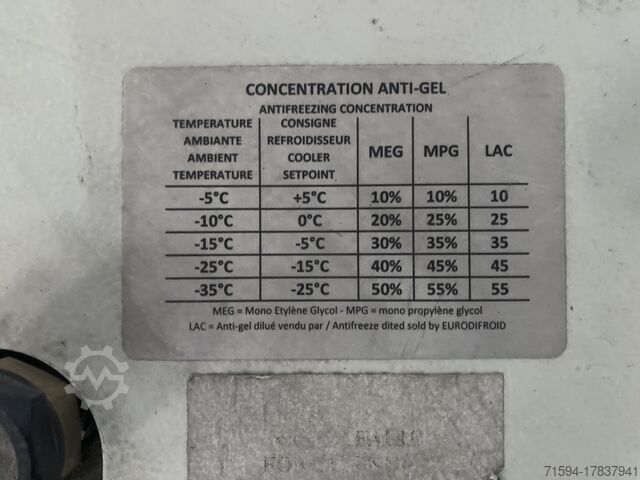 CONCENTRATION ANTI-GEL
ANTIFREEZING CONCENTRATION
TEMPERATURE AMBIANTE AMBIENT TEMPERATURE CONSIGNE REFROIDISSEUR COOLER SETPOINT MEG MPG LAC
-5°C +5°C 10% 10% 10
-10°C 0°C 20% 25% 25
-15°C -5°C 30% 35% 35
-25°C -15°C 40% 45% 45
-35°C -25°C 50% 55% 55
MEG = Mono Etylène Glycol - MPG = mono propylène glycol
LAC = Anti-gel dilué vendu par / Antifreeze dited sold by EURODIFROID
71594-17837941